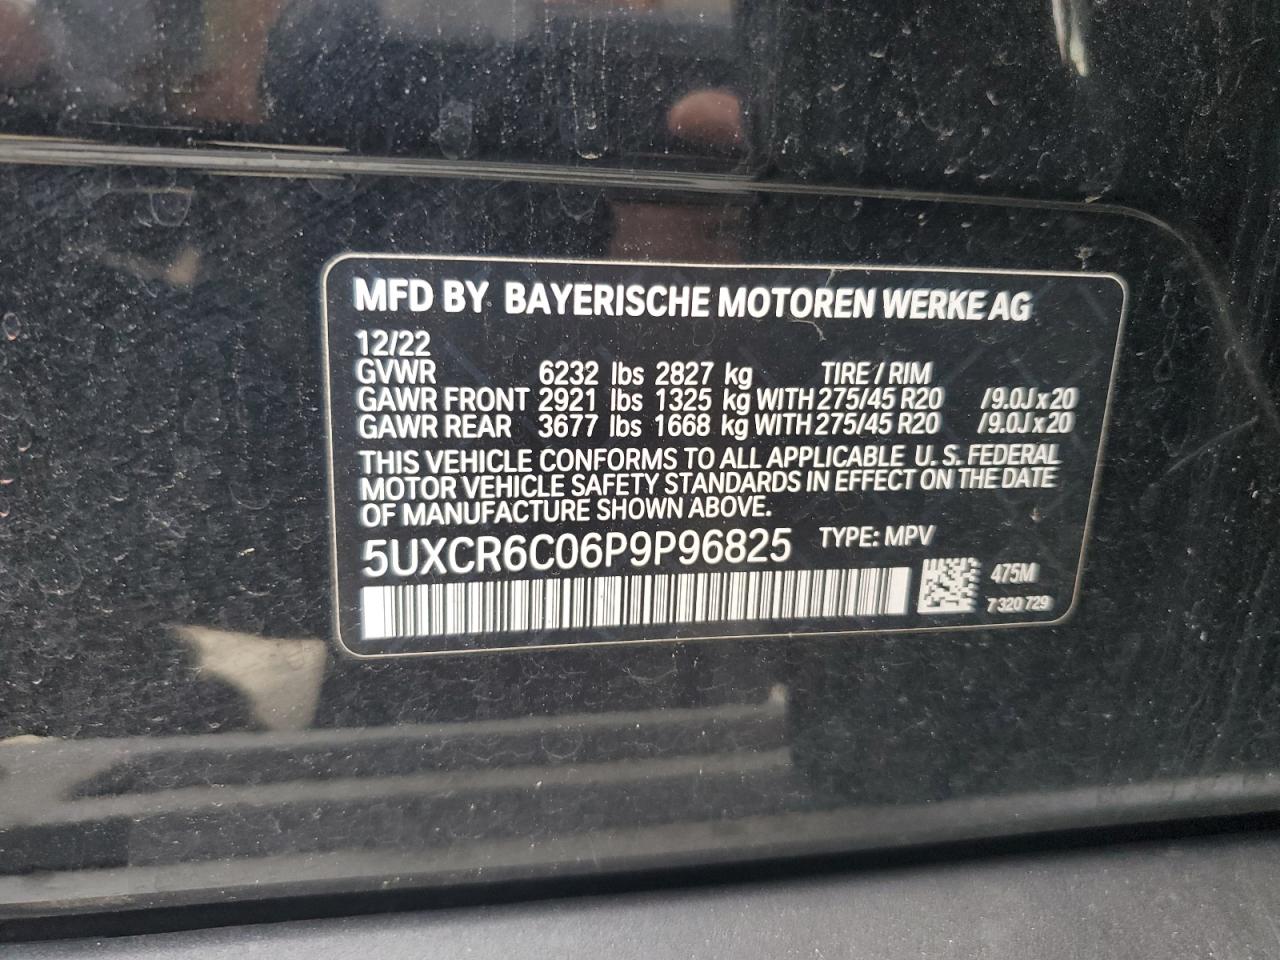 MFD BY BAYERISCHE MOTOREN WERKE AG
12/22
GVWR 6232 lbs 2827 kg TIRE / RIM
GAWR FRONT 2921 lbs 1325 kg WITH 275/45 R20 /9.0J x 20
GAWR REAR 3677 lbs 1668 kg WITH 275/45 R20 /9.0J x 20
THIS VEHICLE CONFORMS TO ALL APPLICABLE U. S. FEDERAL
MOTOR VEHICLE SAFETY STANDARDS IN EFFECT ON THE DATE
OF MANUFACTURE SHOWN ABOVE.
5UXCR6C06P9P96825 TYPE: MPV
475M
7 320 729